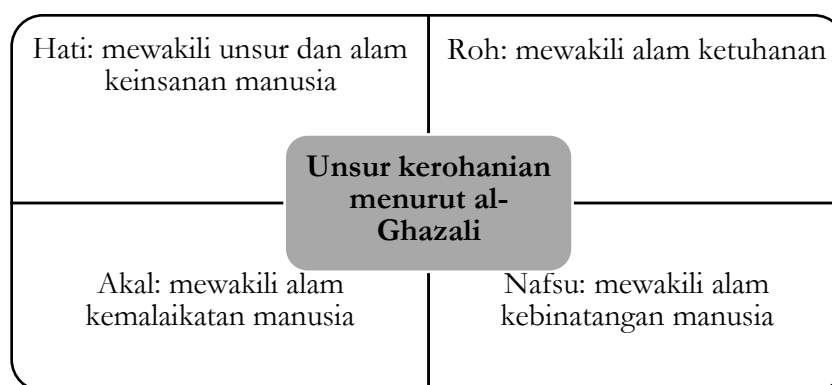 Hati: mewakili unsur dan alam
keinsanan manusia
Roh: mewakili alam ketuhanan
Unsur kerohanian
menurut al-
Ghazali
Akal: mewakili alam
kemalaikatan manusia
Nafsu: mewakili alam
kebinatangan manusia